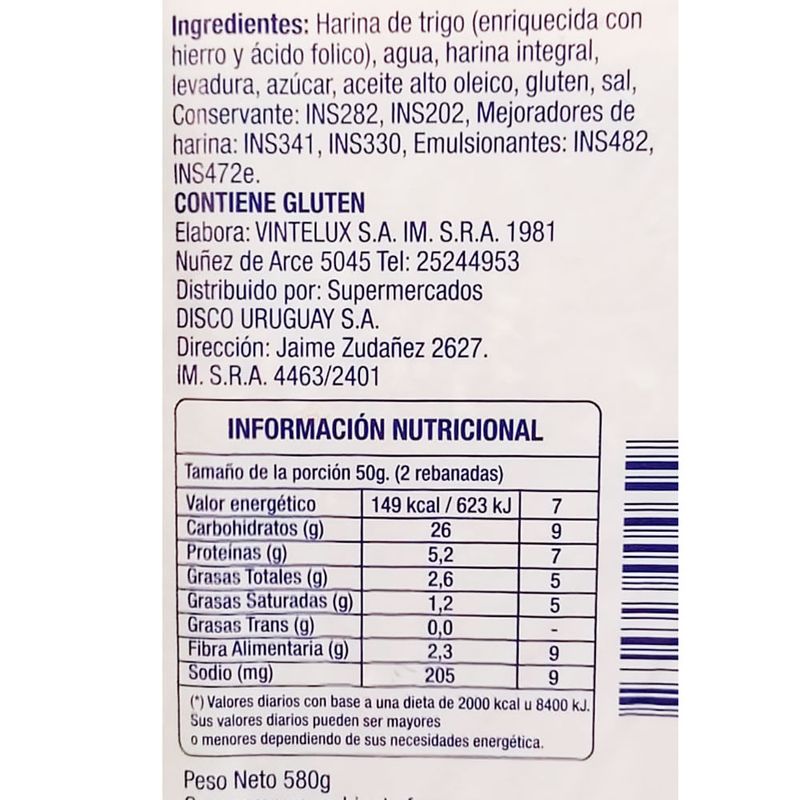 Ingredientes: Harina de trigo (enriquecida con
hierro y ácido folico), agua, harina integral,
levadura, azúcar, aceite alto oleico, gluten, sal,
Conservante: INS282, INS202, Mejoradores de
harina: INS341, INS330, Emulsionantes: INS482,
INS472e.
CONTIENE GLUTEN
Elabora: VINTELUX S.A. IM. S.R.A. 1981
Nuñez de Arce 5045 Tel: 25244953
Distribuido por: Supermercados
DISCO URUGUAY S.A.
Dirección: Jaime Zudañez 2627.
IM. S.R.A. 4463/2401
INFORMACIÓN NUTRICIONAL
Tamaño de la porción 50g. (2 rebanadas)
Valor energético 149 kcal / 623 kJ 7
Carbohidratos (g) 26 9
Proteínas (g) 5,2 7
Grasas Totales (g) 2,6 5
Grasas Saturadas (g) 1,2 5
Grasas Trans (g) 0,0 -
Fibra Alimentaria (g) 2,3 9
Sodio (mg) 205 9
(*) Valores diarios con base a una dieta de 2000 kcal u 8400 kJ.
Sus valores diarios pueden ser mayores
o menores dependiendo de sus necesidades energética.
Peso Neto 580g